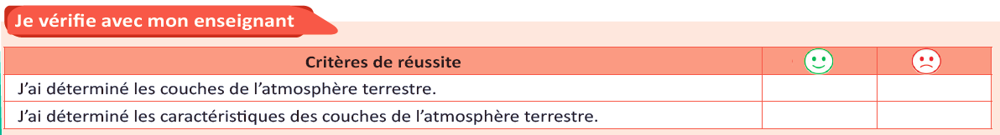 Je vérifie avec mon enseignant
Critères de réussite
J'ai déterminé les couches de l'atmosphère terrestre.
J'ai déterminé les caractéristiques des couches de l'atmosphère terrestre.